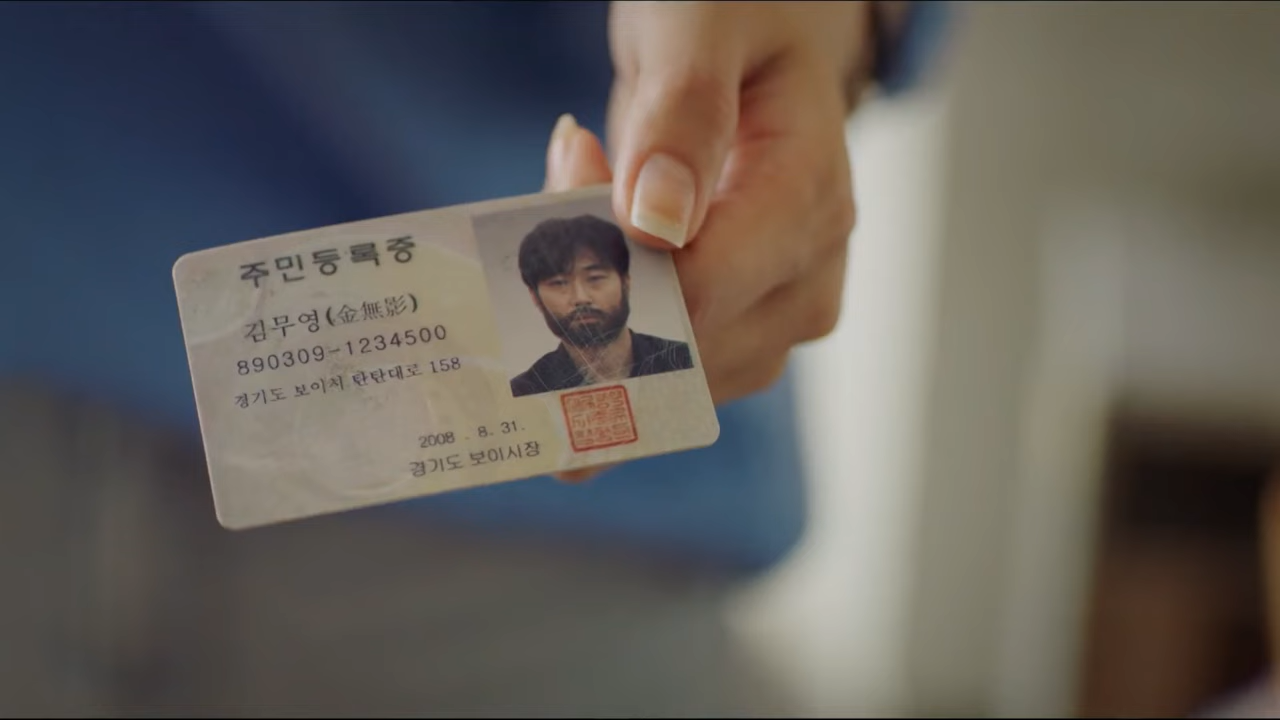 주민등록증
김무영(金無影)
890309-1234500
경기도 보이시 탄탄대로 158
2008 . 8. 31.
경기도 보이시장